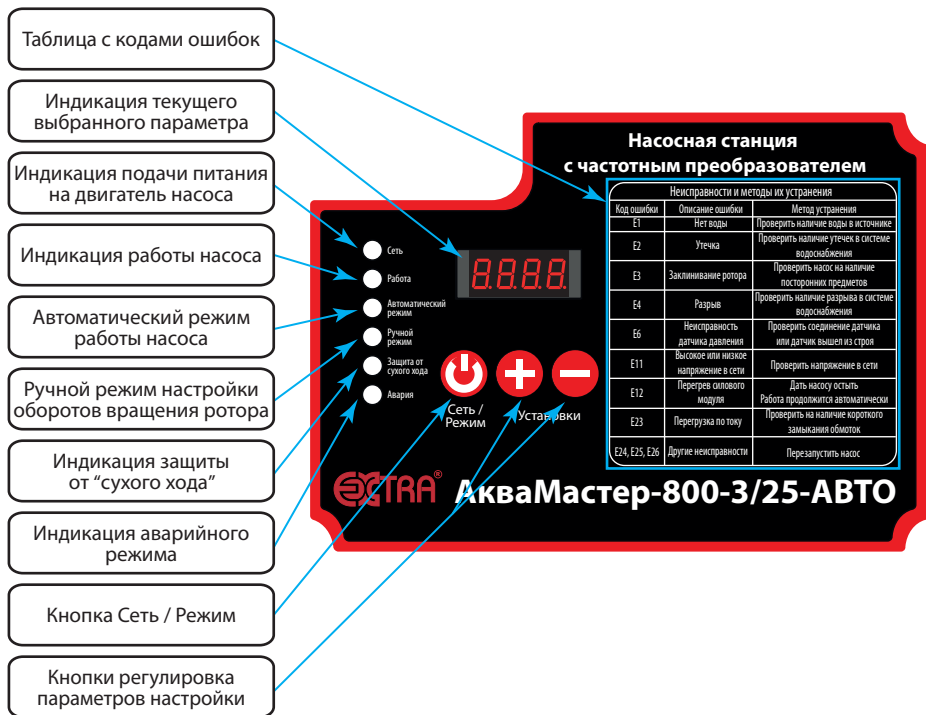 Таблица с кодами ошибок
Индикация текущего
выбранного параметра
Индикация подачи питания
на двигатель насоса
Индикация работы насоса
Автоматический режим
работы насоса
Ручной режим настройки
оборотов вращения ротора
Индикация защиты
от “сухого хода”
Индикация аварийного
режима
Кнопка Сеть / Режим
Кнопки регулировка
параметров настройки
Насосная станция
с частотным преобразователем
Неисправности и методы их устранения
Код ошибки Описание ошибки Метод устранения
E1 Нет воды Проверить наличие воды в источнике
E2 Утечка Проверить наличие утечек в системе
водоснабжения
E3 Заклинивание ротора Проверить насос на наличие
посторонних предметов
E4 Разрыв Проверить наличие разрыва в системе
водоснабжения
E6 Неисправность
датчика давления Проверить соединение датчика
или датчик вышел из строя
E11 Высокое или низкое
напряжение в сети Проверить напряжение в сети
E12 Перегрев силового
модуля Дать насосу остыть
Работа продолжится автоматически
E23 Перегрузка по току Проверить на наличие короткого
замыкания обмоток
E24, E25, E26 Другие неисправности Перезапустить насос
Сеть
Работа
Автоматический
режим
Ручной
режим
Защита от
сухого хода
Авария
8.8.8.8.
Сеть /
Режим
Установки
EXTRA®
АкваМастер-800-3/25-АВТО